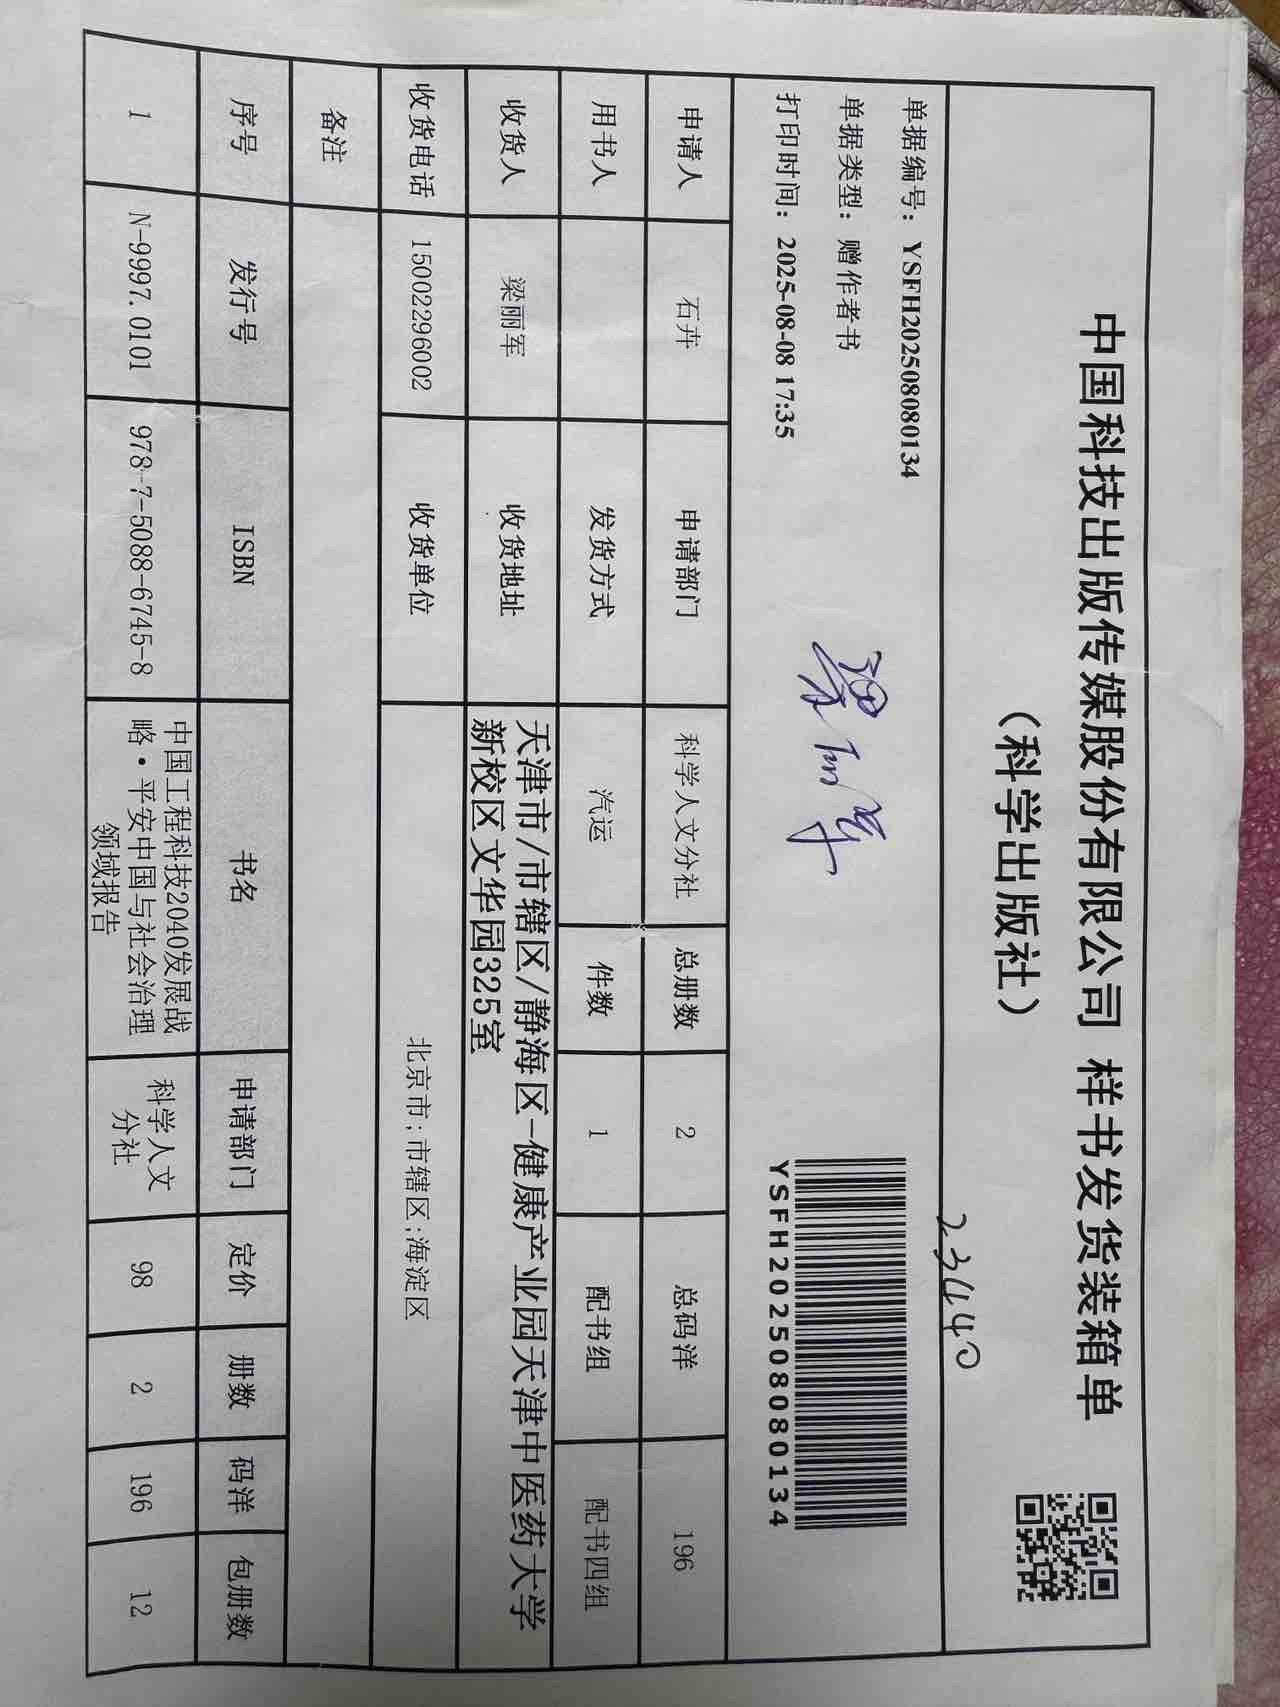 中国科技出版传媒股份有限公司 样书发货装箱单
（科学出版社）
23440
单据编号：YSFH202508080134
单据类型：赠作者书
打印时间：2025-08-08 17:35
YSFH202508080134
申请人 石卉 申请部门 科学人文分社 总册数 2 总码洋 196
用书人 发货方式 汽运 件数 1 配书组 配书四组
收货人 梁丽军 收货地址 天津市/市辖区/静海区-健康产业园天津中医药大学
新校区文华园325室
收货电话 15002296002 收货单位 北京市;市辖区;海淀区
备注
序号 发行号 ISBN 书名 申请部门 定价 册数 码洋 包册数
1 N-9997.0101 978-7-5088-6745-8 中国工程科技2040发展战
略·平安中国与社会治理
领域报告 科学人文
分社 98 2 196 12